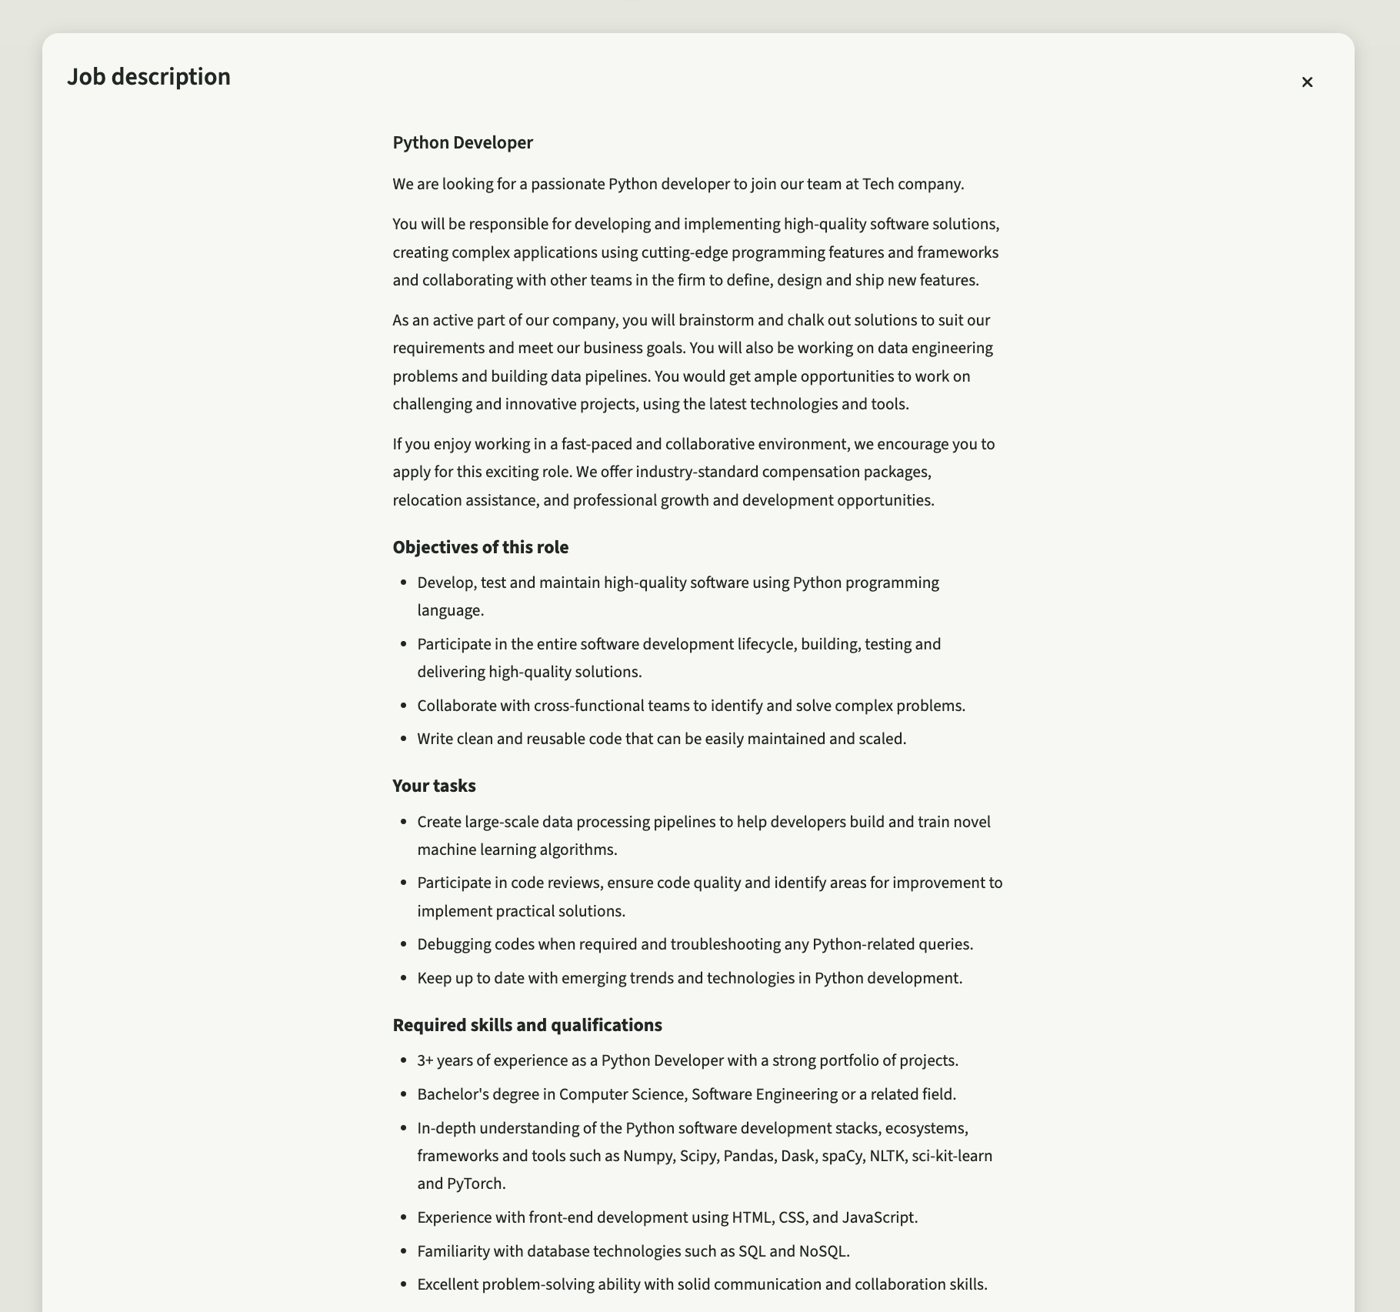 Job description
×
Python Developer
We are looking for a passionate Python developer to join our team at Tech company.
You will be responsible for developing and implementing high-quality software solutions,
creating complex applications using cutting-edge programming features and frameworks
and collaborating with other teams in the firm to define, design and ship new features.
As an active part of our company, you will brainstorm and chalk out solutions to suit our
requirements and meet our business goals. You will also be working on data engineering
problems and building data pipelines. You would get ample opportunities to work on
challenging and innovative projects, using the latest technologies and tools.
If you enjoy working in a fast-paced and collaborative environment, we encourage you to
apply for this exciting role. We offer industry-standard compensation packages,
relocation assistance, and professional growth and development opportunities.
Objectives of this role
• Develop, test and maintain high-quality software using Python programming
language.
• Participate in the entire software development lifecycle, building, testing and
delivering high-quality solutions.
• Collaborate with cross-functional teams to identify and solve complex problems.
• Write clean and reusable code that can be easily maintained and scaled.
Your tasks
• Create large-scale data processing pipelines to help developers build and train novel
machine learning algorithms.
• Participate in code reviews, ensure code quality and identify areas for improvement to
implement practical solutions.
• Debugging codes when required and troubleshooting any Python-related queries.
• Keep up to date with emerging trends and technologies in Python development.
Required skills and qualifications
• 3+ years of experience as a Python Developer with a strong portfolio of projects.
• Bachelor's degree in Computer Science, Software Engineering or a related field.
• In-depth understanding of the Python software development stacks, ecosystems,
frameworks and tools such as Numpy, Scipy, Pandas, Dask, spaCy, NLTK, sci-kit-learn
and PyTorch.
• Experience with front-end development using HTML, CSS, and JavaScript.
• Familiarity with database technologies such as SQL and NoSQL.
• Excellent problem-solving ability with solid communication and collaboration skills.